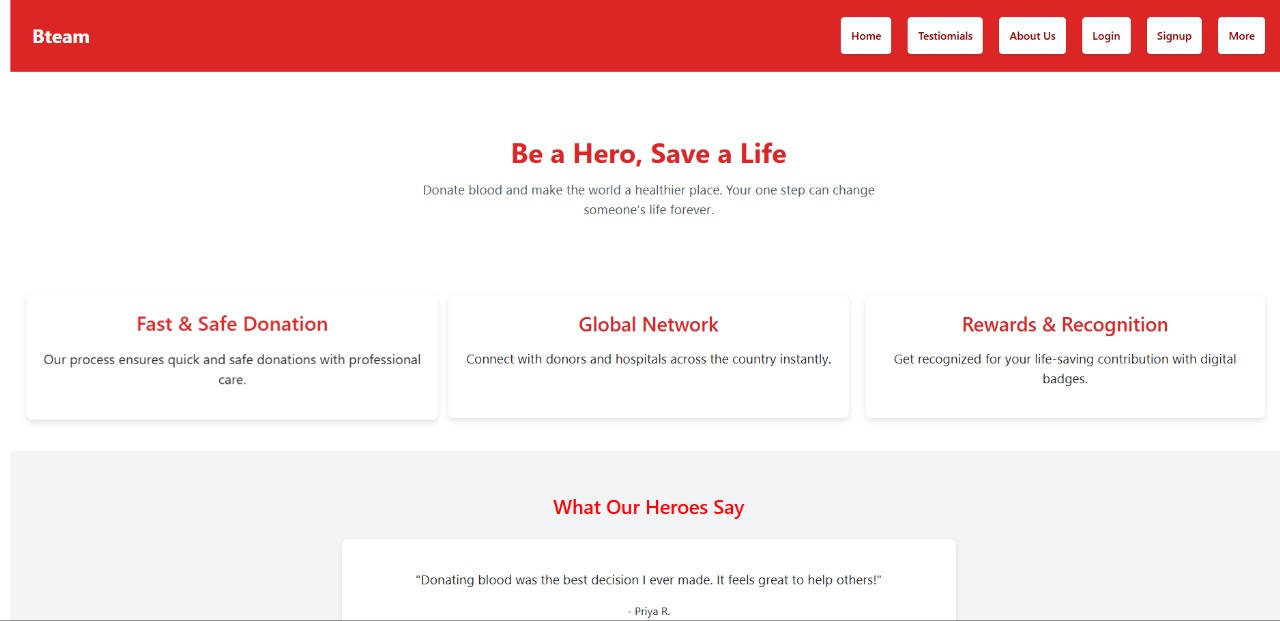 Bteam
Home
Testiomials
About Us
Login
Signup
More
Be a Hero, Save a Life
Donate blood and make the world a healthier place. Your one step can change
someone's life forever.
Fast & Safe Donation
Our process ensures quick and safe donations with professional
care.
Global Network
Connect with donors and hospitals across the country instantly.
Rewards & Recognition
Get recognized for your life-saving contribution with digital
badges.
What Our Heroes Say
"Donating blood was the best decision I ever made. It feels great to help others!"
- Priya R.